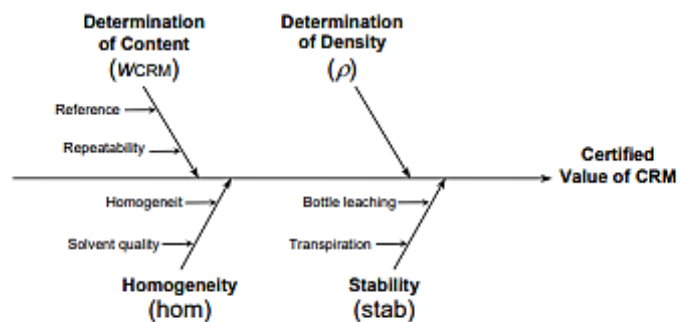 Determination
of Content
(WCRM)
Determination
of Density
(ρ)
Reference
Repeatability
Certified
Value of CRM
Homogeneit
Bottle leaching
Solvent quality
Transpiration
Homogeneity
(hom)
Stability
(stab)